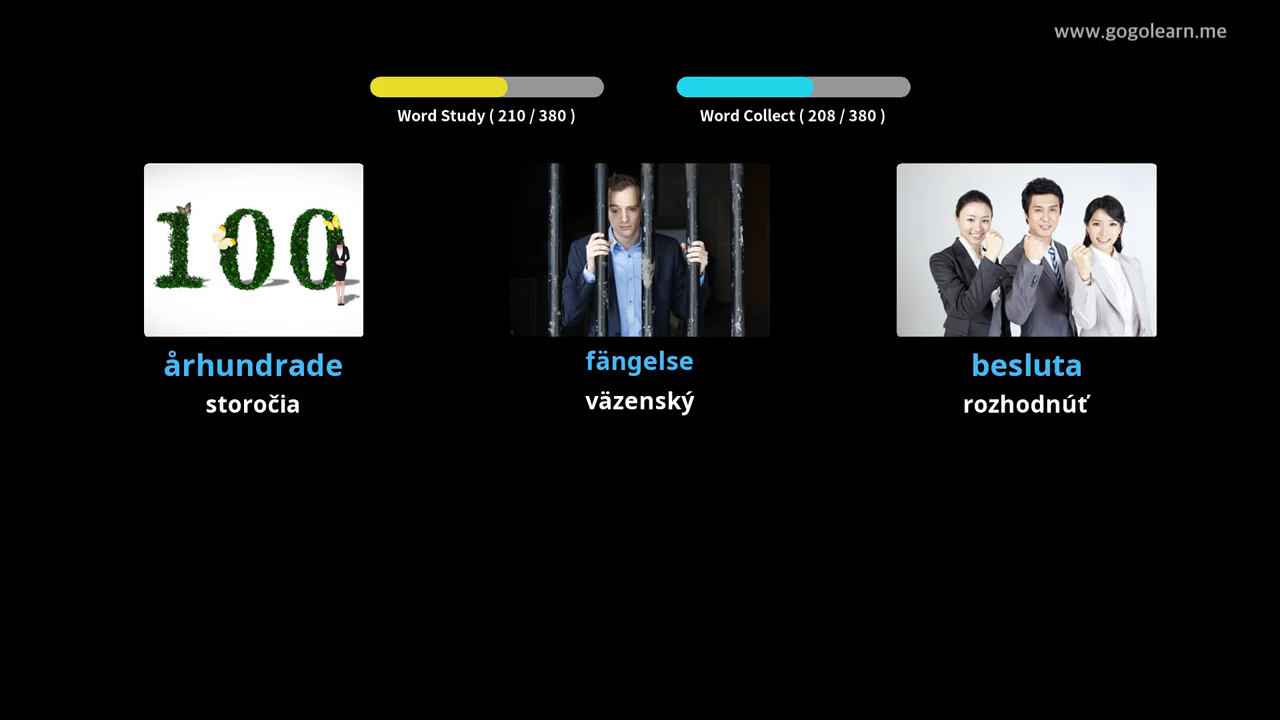 www.gogolearn.me
Word Study ( 210 / 380 )
Word Collect ( 208 / 380 )
100
århundrade
fängelse
besluta
storočia
väzenský
rozhodnúť